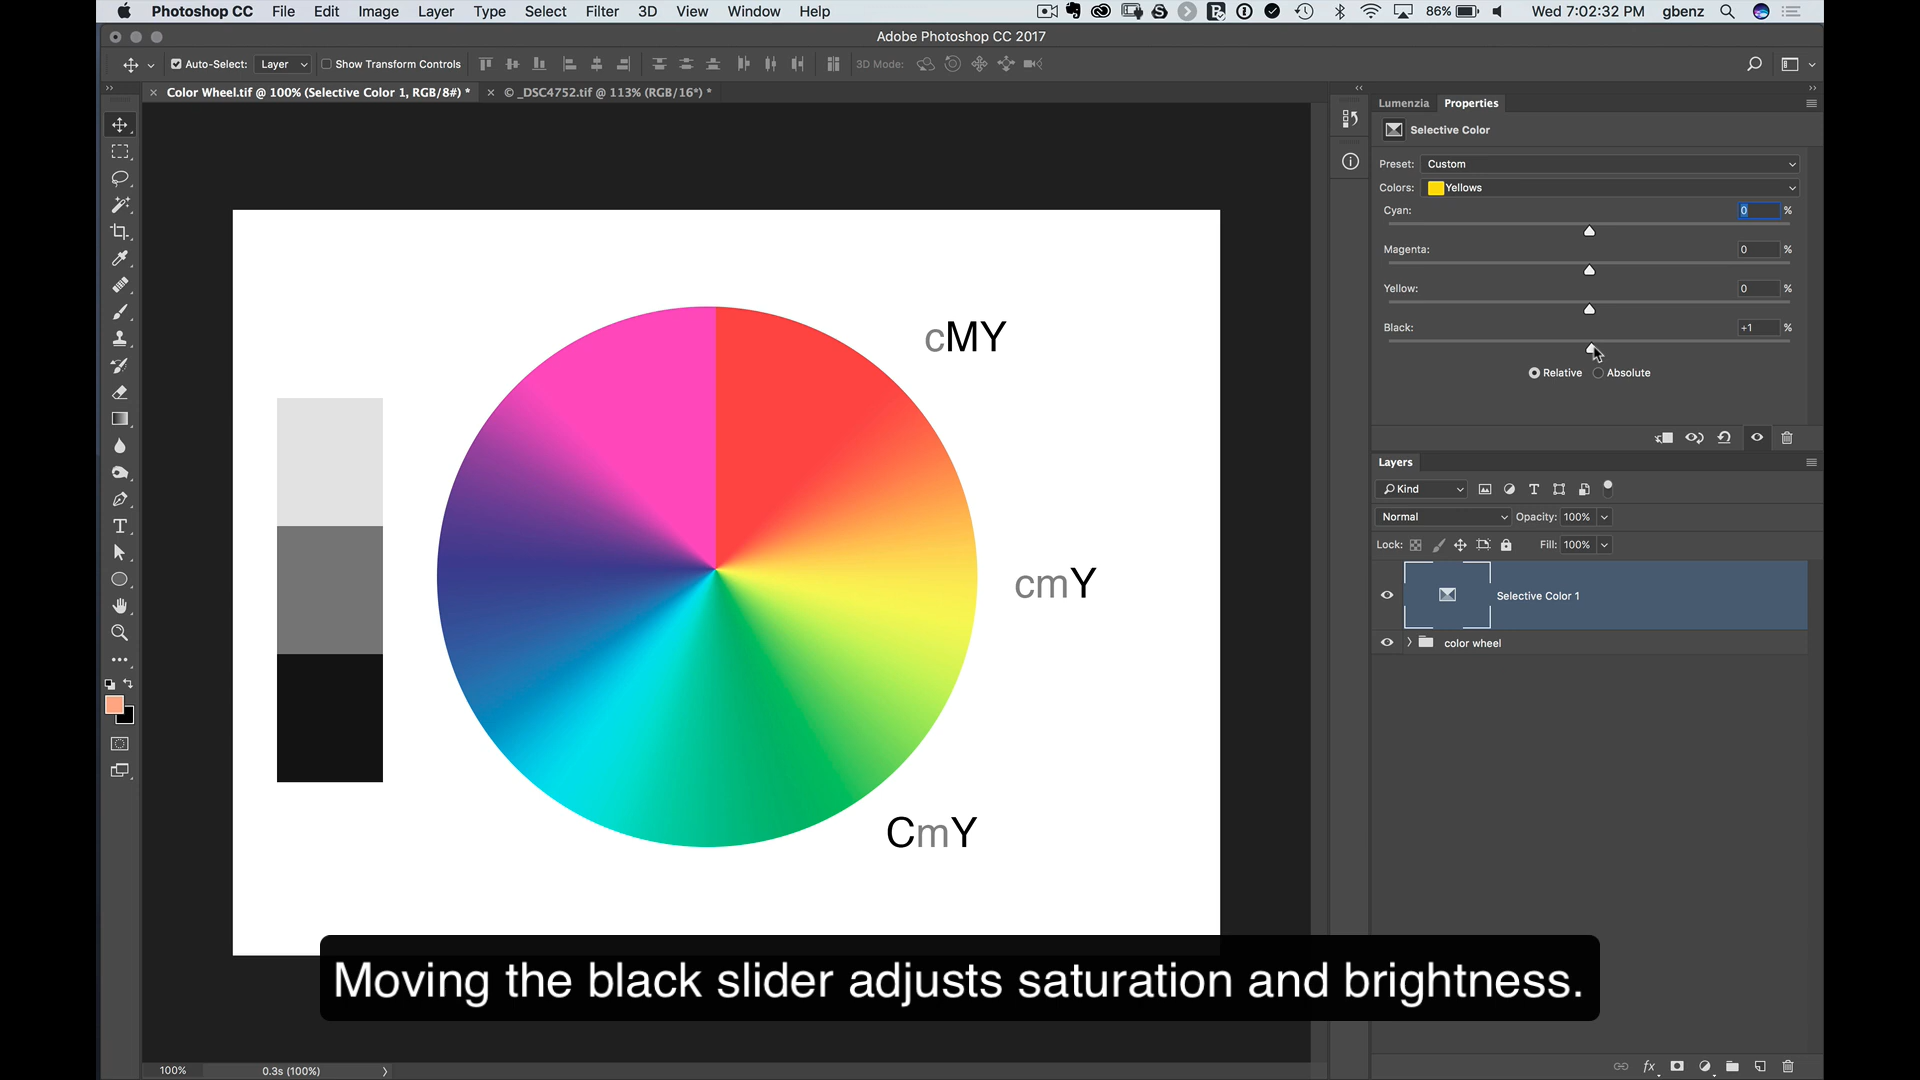 Photoshop CC File Edit Image Layer Type Select Filter 3D View Window Help 86% Wed 7:02:32 PM gbenz
Adobe Photoshop CC 2017
Auto-Select: Layer Show Transform Controls 3D Mode:
Color Wheel.tif @ 100% (Selective Color 1, RGB/8#) * © _DSC4752.tif @ 113% (RGB/16*) *
Lumenzia Properties
Selective Color
Preset: Custom
Colors: Yellows
Cyan: 0 %
Magenta: 0 %
Yellow: 0 %
Black: +1 %
Relative Absolute
cMY
cmY
CmY
Layers
Kind
Normal Opacity: 100%
Lock: Fill: 100%
Selective Color 1
color wheel
Moving the black slider adjusts saturation and brightness.
100% 0.3s (100%)
fx